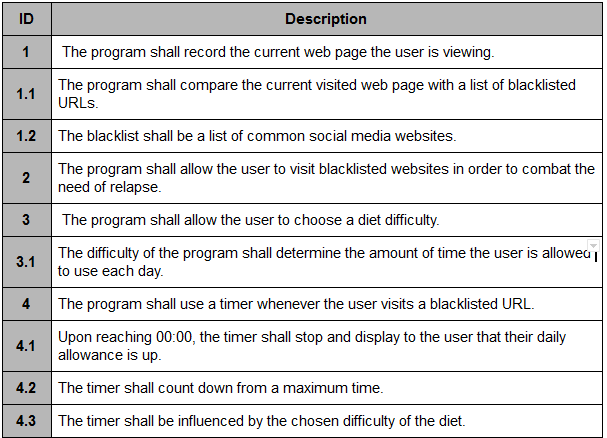 ID Description
1 The program shall record the current web page the user is viewing.
1.1 The program shall compare the current visited web page with a list of blacklisted
URLs.
1.2 The blacklist shall be a list of common social media websites.
2 The program shall allow the user to visit blacklisted websites in order to combat the
need of relapse.
3 The program shall allow the user to choose a diet difficulty.
3.1 The difficulty of the program shall determine the amount of time the user is allowed
to use each day.
4 The program shall use a timer whenever the user visits a blacklisted URL.
4.1 Upon reaching 00:00, the timer shall stop and display to the user that their daily
allowance is up.
4.2 The timer shall count down from a maximum time.
4.3 The timer shall be influenced by the chosen difficulty of the diet.